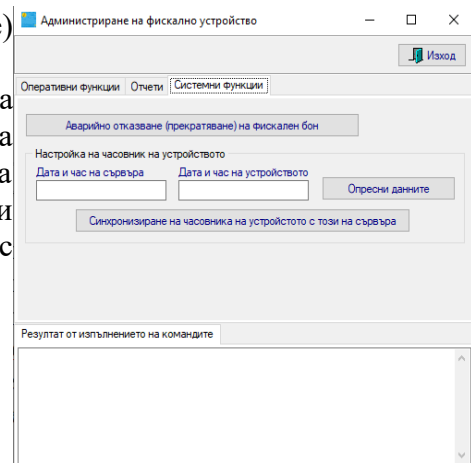 е)
а
а
а
и
с
Администриране на фискално устройство
Изход
Оперативни функции Отчети Системни функции
Аварийно отказване (прекратяване) на фискален бон
Настройка на часовник на устройството
Дата и час на сървъра Дата и час на устройството
Опресни данните
Синхронизиране на часовника на устройстото с този на сървъра
Резултат от изпълнението на командите